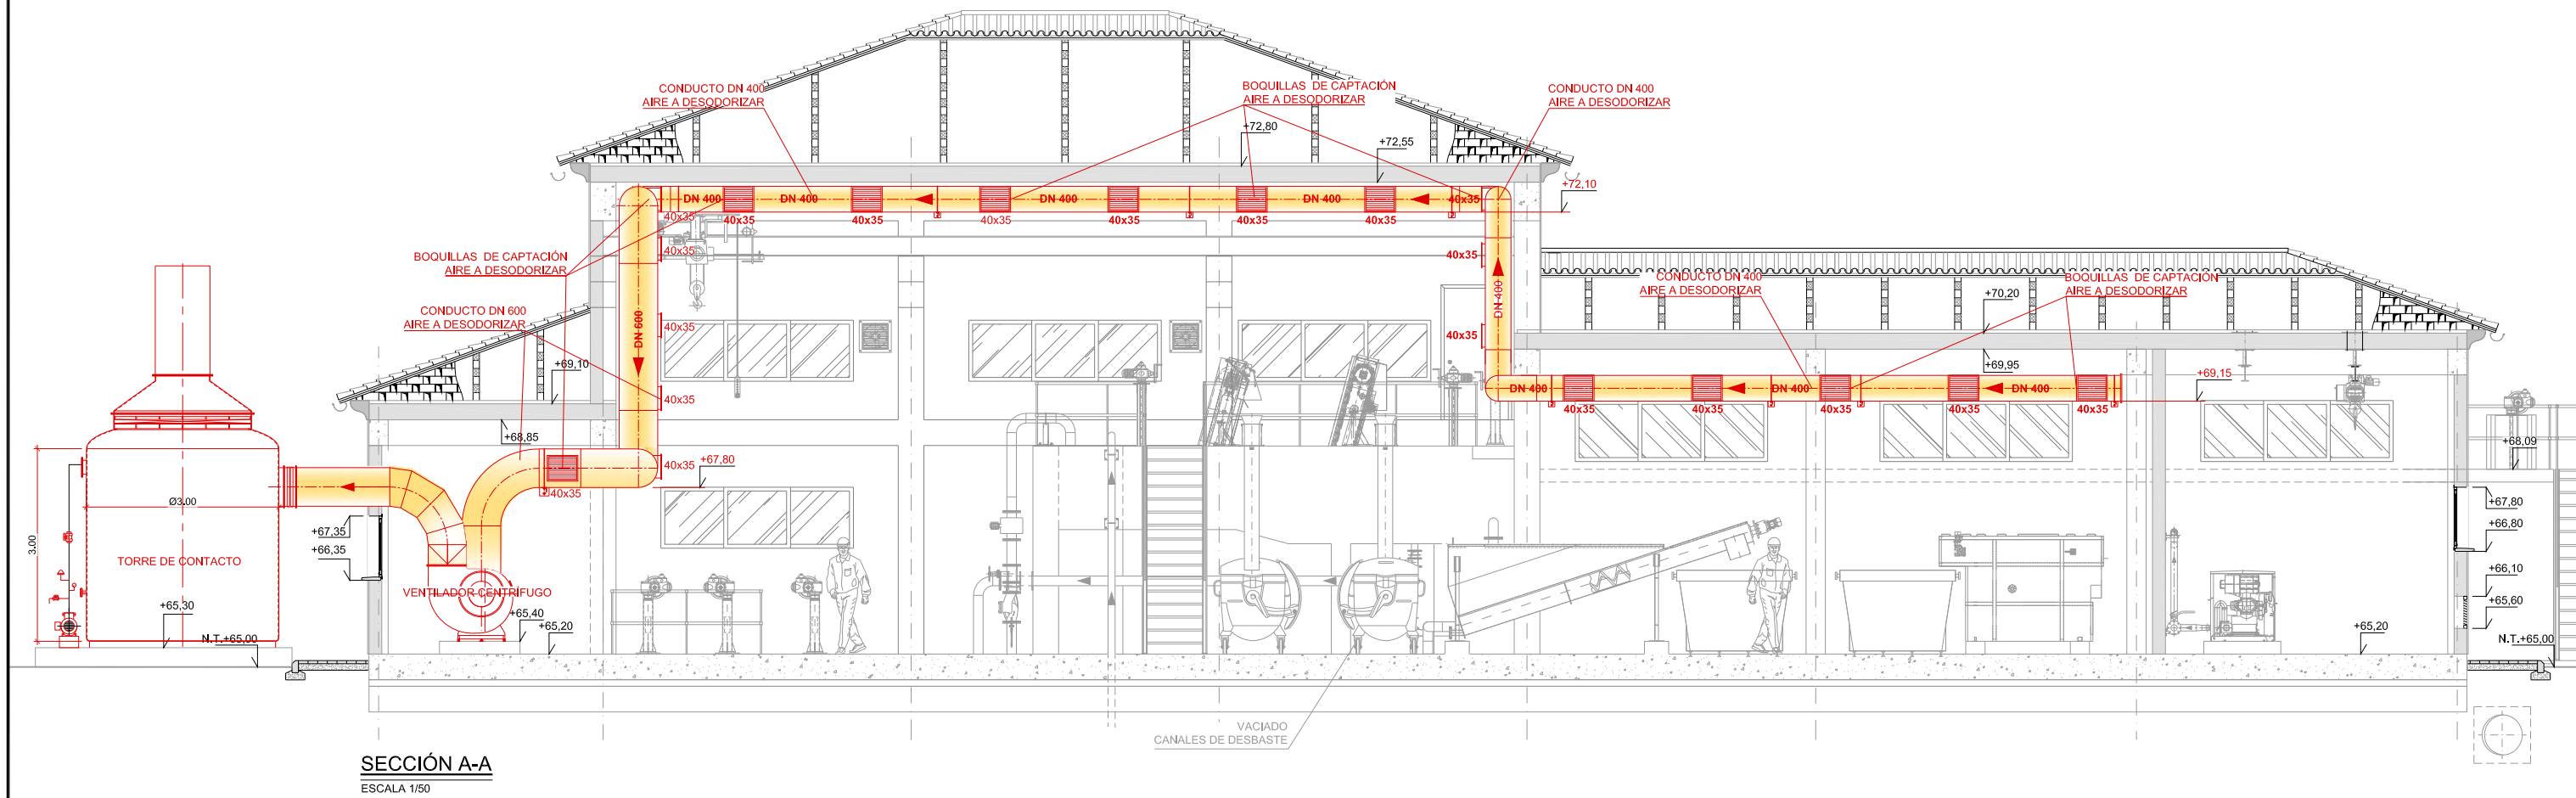 CONDUCTO DN 400
AIRE A DESODORIZAR
BOQUILLAS DE CAPTACIÓN
AIRE A DESODORIZAR
CONDUCTO DN 400
AIRE A DESODORIZAR
+72,80
+72,55
+72,10
DN 400
DN 400
DN 400
DN 400
40x35
40x35
40x35
40x35
40x35
40x35
40x35
40x35
BOQUILLAS DE CAPTACIÓN
AIRE A DESODORIZAR
40x35
40x35
CONDUCTO DN 400
AIRE A DESODORIZAR
BOQUILLAS DE CAPTACIÓN
AIRE A DESODORIZAR
+70,20
DN 400
CONDUCTO DN 600
AIRE A DESODORIZAR
DN 600
40x35
40x35
+69,10
+69,95
+69,15
DN 400
DN 400
DN 400
40x35
40x35
40x35
40x35
40x35
40x35
+68,85
+68,09
40x35
+67,80
40x35
Ø3.00
3.00
+67,35
+66,35
+67,80
+66,80
TORRE DE CONTACTO
VENTILADOR CENTRÍFUGO
+66,10
+65,60
+65,30
+65,40
+65,20
+65,20
N.T.+65,00
N.T.+65,00
VACIADO
CANALES DE DESBASTE
SECCIÓN A-A
ESCALA 1/50